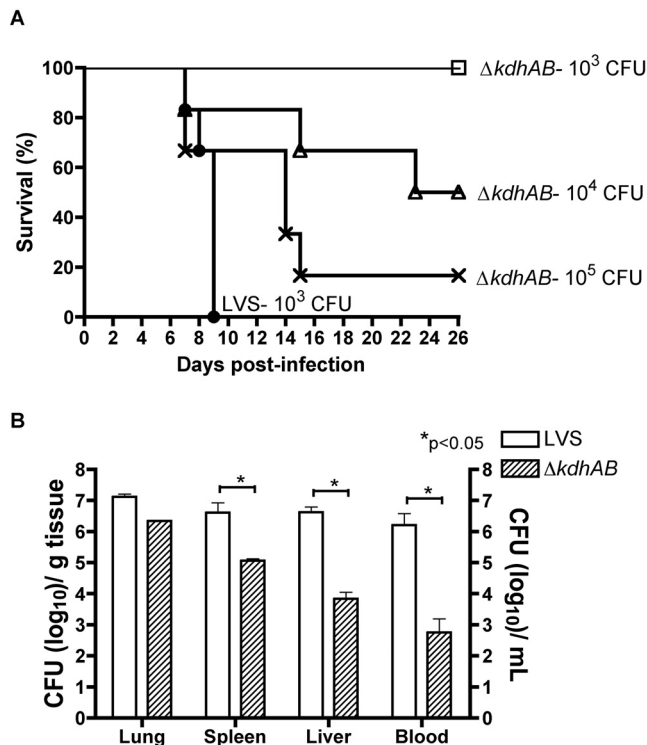 A
100
80
60
40
20
0
Survival (%)
ΔkdhAB- 10³ CFU
ΔkdhAB- 10⁴ CFU
ΔkdhAB- 10⁵ CFU
LVS- 10³ CFU
0 2 4 6 8 10 12 14 16 18 20 22 24 26
Days post-infection
B
*p<0.05
LVS
ΔkdhAB
8
7
6
5
4
3
2
1
0
CFU (log₁₀)/ g tissue
* * *
8
7
6
5
4
3
2
1
0
CFU (log₁₀)/ mL
Lung Spleen Liver Blood